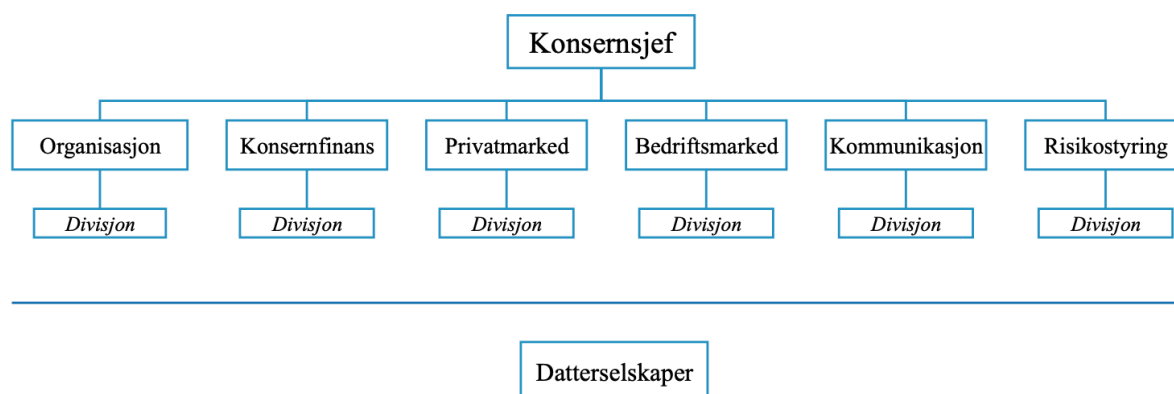 Konsernsjef
Organisasjon Konsernfinans Privatmarked Bedriftsmarked Kommunikasjon Risikostyring
Divisjon Divisjon Divisjon Divisjon Divisjon Divisjon
Datterselskaper